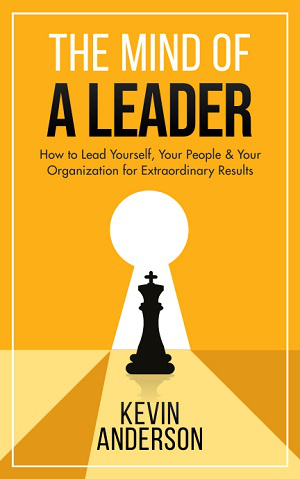 THE MIND OF
A LEADER
How to Lead Yourself, Your People & Your
Organization for Extraordinary Results
KEVIN
ANDERSON